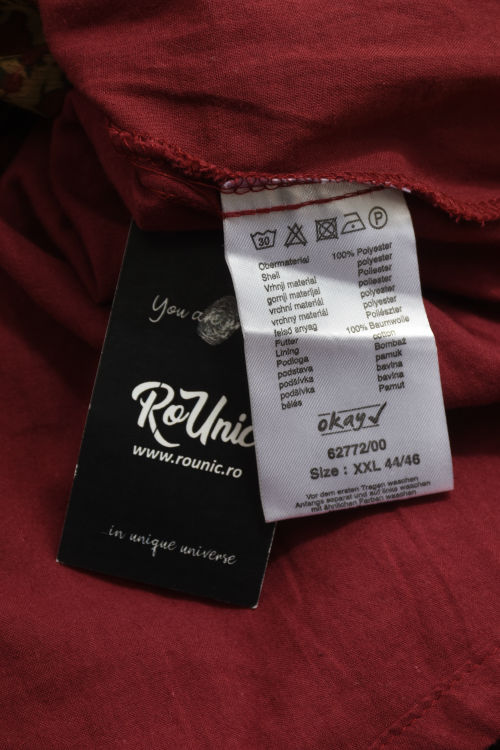 30
P
Obermaterial 100% Polyester
Shell polyester
Vrhnji material Poliester
gornji materijal poliester
vrchní materiál polyester
vrchný materiál polyester
felső anyag Poliészter
Futter 100% Baumwolle
Lining cotton
Podloga Bombaž
podstava pamuk
podšívka bavlna
podšívka bavlna
bélés Pamut
okay
62772/00
Size : XXL 44/46
Vor dem ersten Tragen waschen
Anfangs separat und auf links waschen
mit ähnlichen Farben waschen
You are
RoUnic
www.rounic.ro
in unique universe